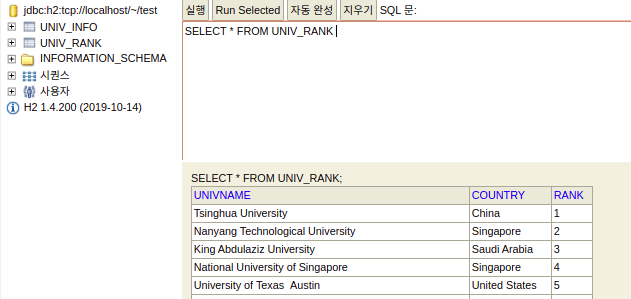 jdbc:h2:tcp://localhost/~/test
UNIV_INFO
UNIV_RANK
INFORMATION_SCHEMA
시퀀스
사용자
H2 1.4.200 (2019-10-14)
실행 Run Selected 자동 완성 지우기 SQL 문:
SELECT * FROM UNIV_RANK
SELECT * FROM UNIV_RANK;
UNIVNAME COUNTRY RANK
Tsinghua University China 1
Nanyang Technological University Singapore 2
King Abdulaziz University Saudi Arabia 3
National University of Singapore Singapore 4
University of Texas  Austin United States 5